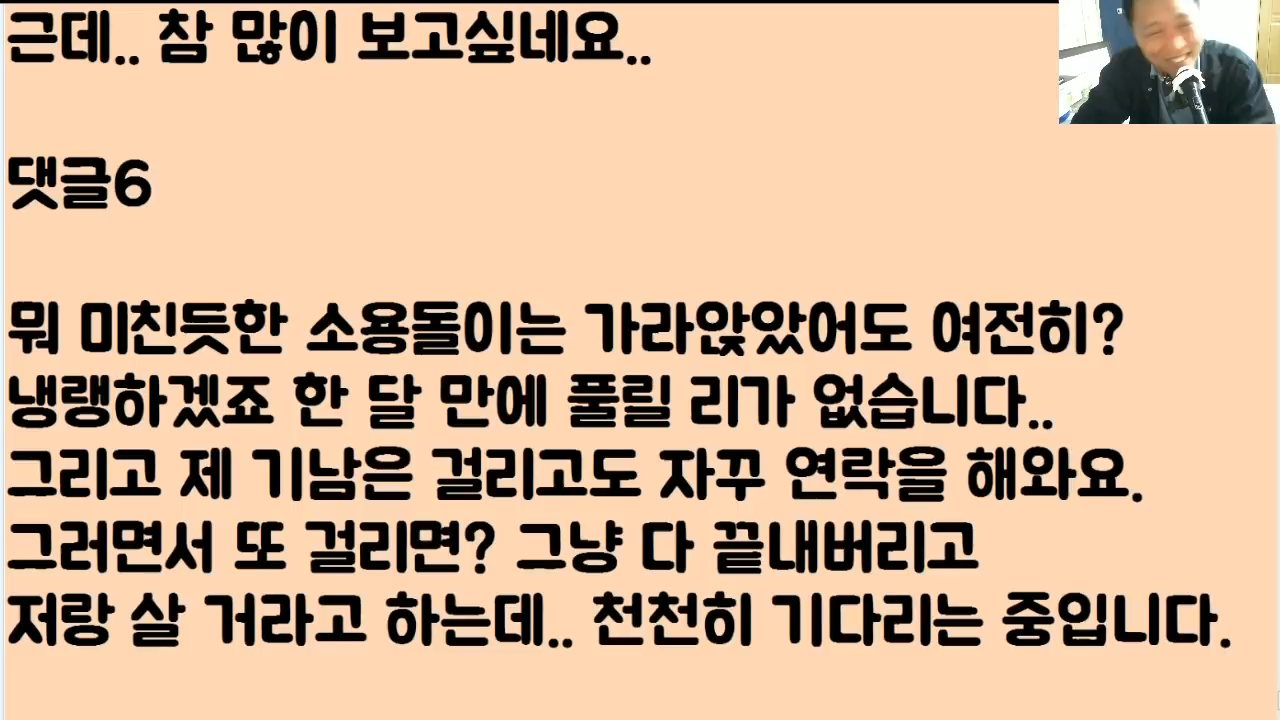 근데.. 참 많이 보고싶네요..
댓글6
뭐 미친듯한 소용돌이는 가라앉았어도 여전히?
냉랭하겠죠 한 달 만에 풀릴 리가 없습니다..
그리고 제 기남은 걸리고도 자꾸 연락을 해와요.
그러면서 또 걸리면? 그냥 다 끝내버리고
저랑 살 거라고 하는데.. 천천히 기다리는 중입니다.